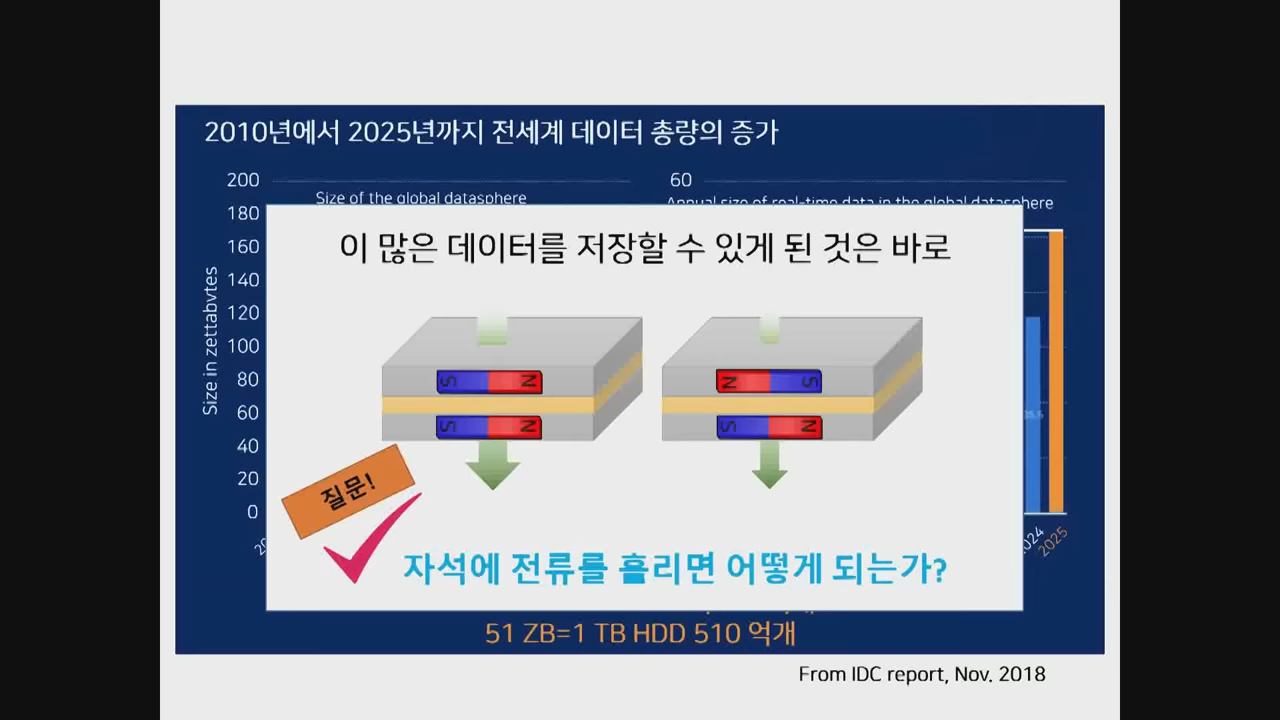 2010년에서 2025년까지 전세계 데이터 총량의 증가
200
180
160
140
120
100
80
60
40
20
0
Size in zettabytes
Size of the global datasphere
60
Annual size of real-time data in the global datasphere
이 많은 데이터를 저장할 수 있게 된 것은 바로
S N
N S
S N
S N
질문!
자석에 전류를 흘리면 어떻게 되는가?
2024
2025
51 ZB=1 TB HDD 510 억개
From IDC report, Nov. 2018